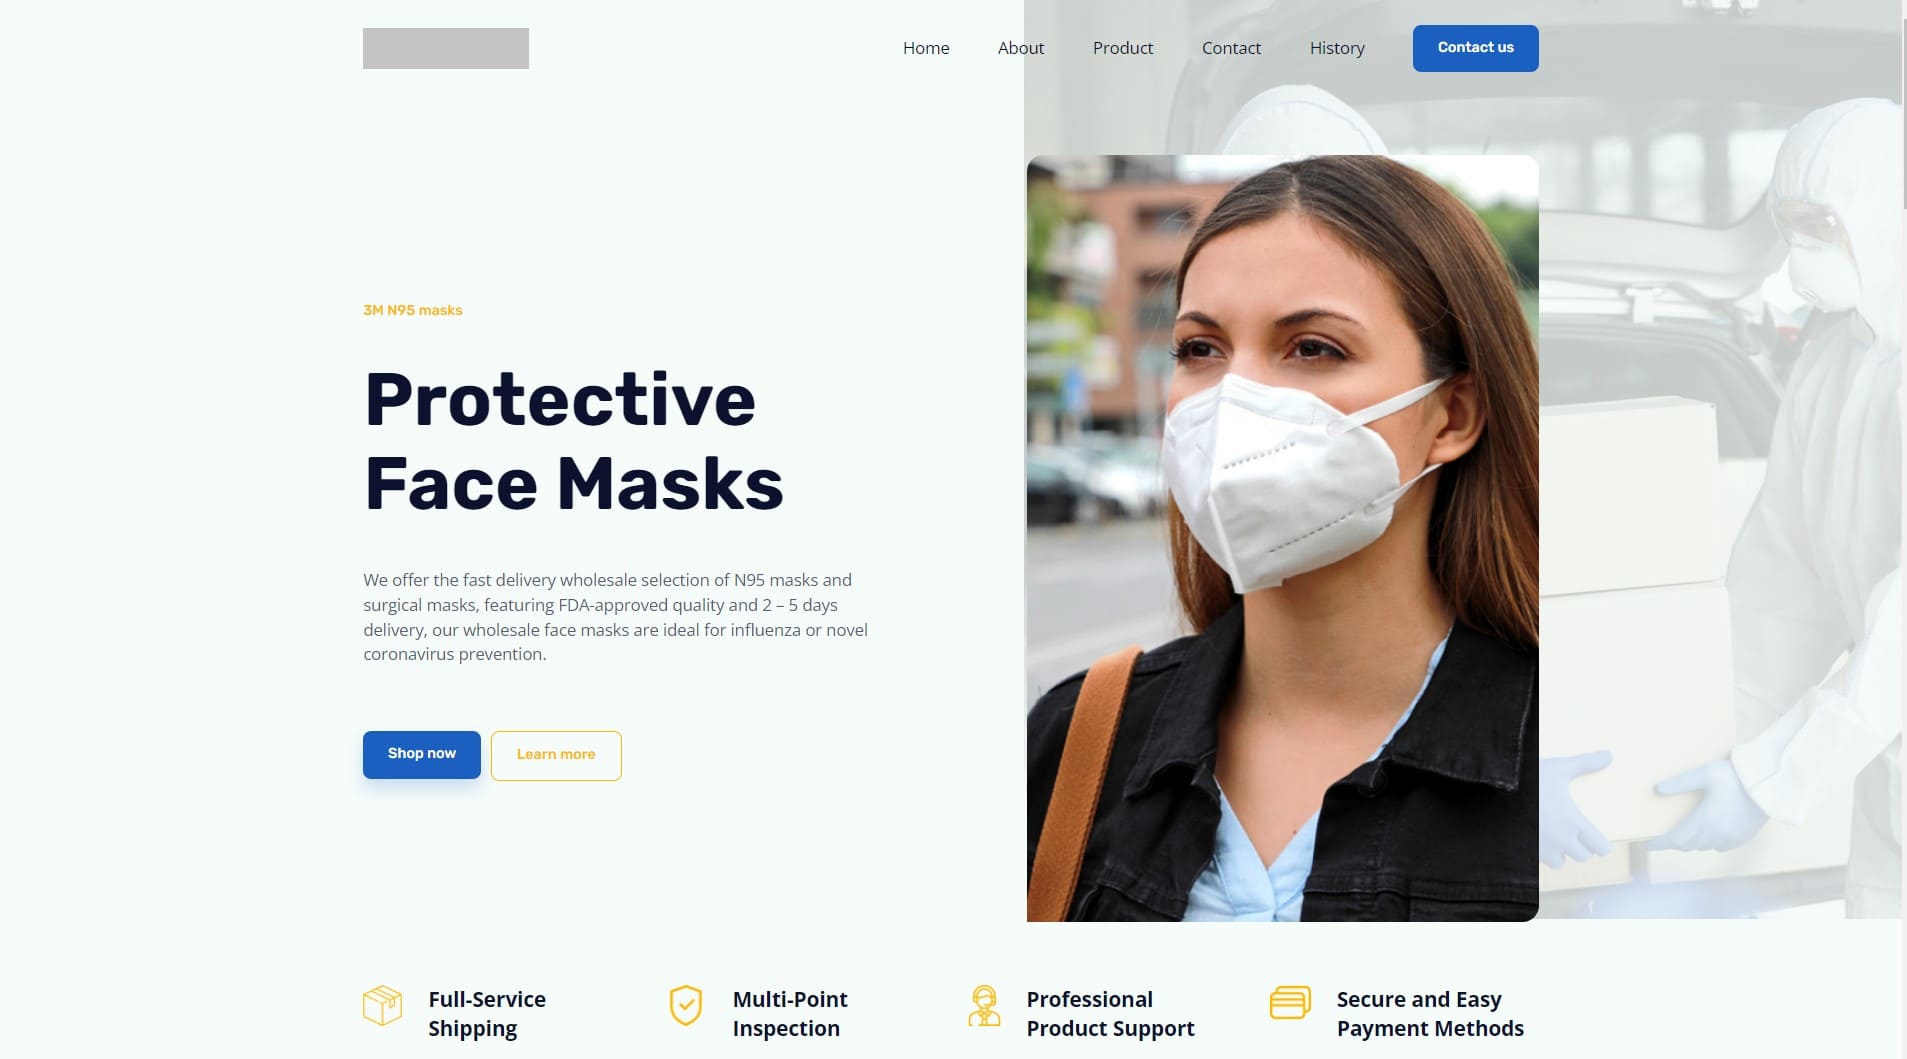 Home About Product Contact History Contact us
3M N95 masks
Protective
Face Masks
We offer the fast delivery wholesale selection of N95 masks and
surgical masks, featuring FDA-approved quality and 2 – 5 days
delivery, our wholesale face masks are ideal for influenza or novel
coronavirus prevention.
Shop now Learn more
Full-Service
Shipping
Multi-Point
Inspection
Professional
Product Support
Secure and Easy
Payment Methods